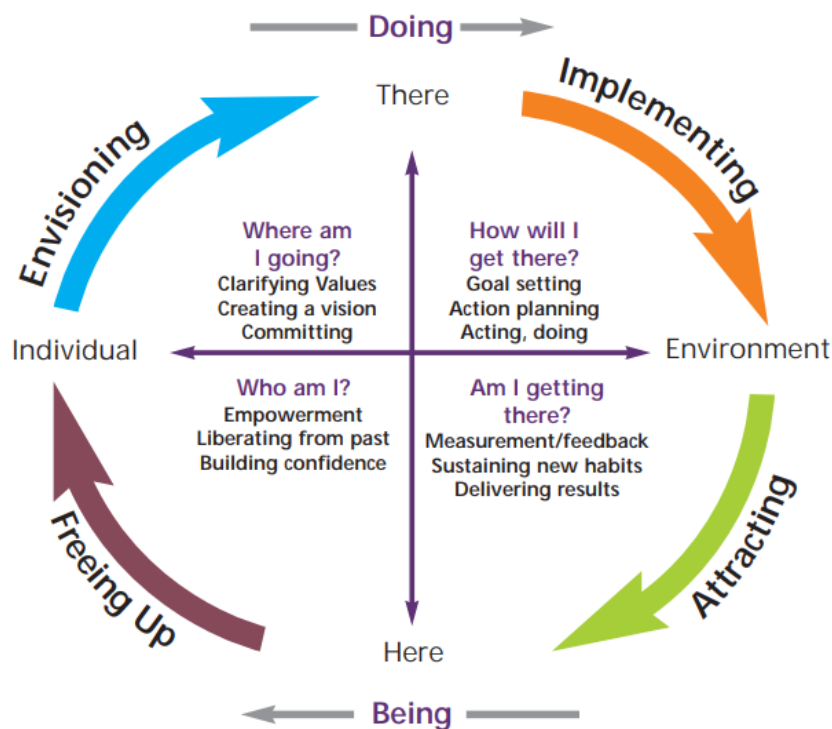 Doing
There
Envisioning
Implementing
Where am
I going?
Clarifying Values
Creating a vision
Committing
How will I
get there?
Goal setting
Action planning
Acting, doing
Individual
Environment
Who am I?
Empowerment
Liberating from past
Building confidence
Am I getting
there?
Measurement/feedback
Sustaining new habits
Delivering results
Freeing Up
Attracting
Here
Being